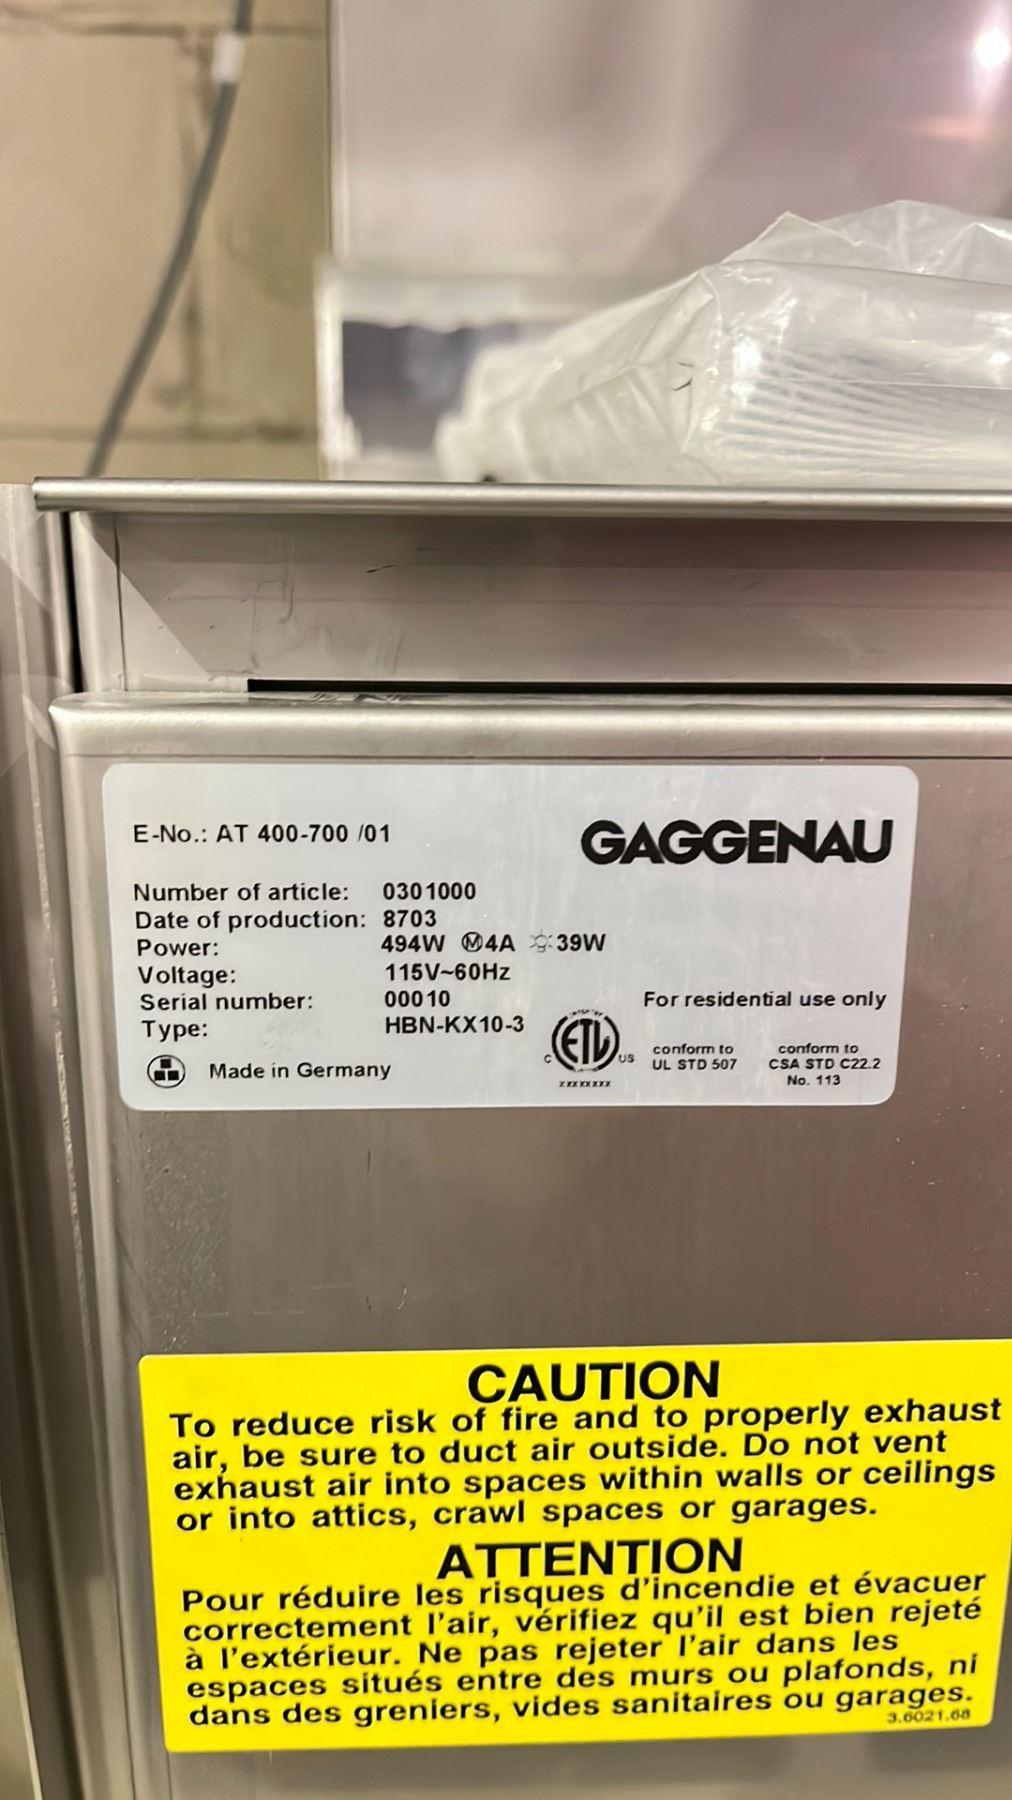 E-No.: AT 400-700 /01
GAGGENAU
Number of article: 0301000
Date of production: 8703
Power: 494W Ⓜ4A 39W
Voltage: 115V~60Hz
Serial number: 00010
For residential use only
Type: HBN-KX10-3
C ETL US
conform to UL STD 507
conform to CSA STD C22.2 No. 113
Made in Germany
xxxxxxxx
CAUTION
To reduce risk of fire and to properly exhaust
air, be sure to duct air outside. Do not vent
exhaust air into spaces within walls or ceilings
or into attics, crawl spaces or garages.
ATTENTION
Pour réduire les risques d'incendie et évacuer
correctement l'air, vérifiez qu'il est bien rejeté
à l'extérieur. Ne pas rejeter l'air dans les
espaces situés entre des murs ou plafonds, ni
dans des greniers, vides sanitaires ou garages.
3.6021.68